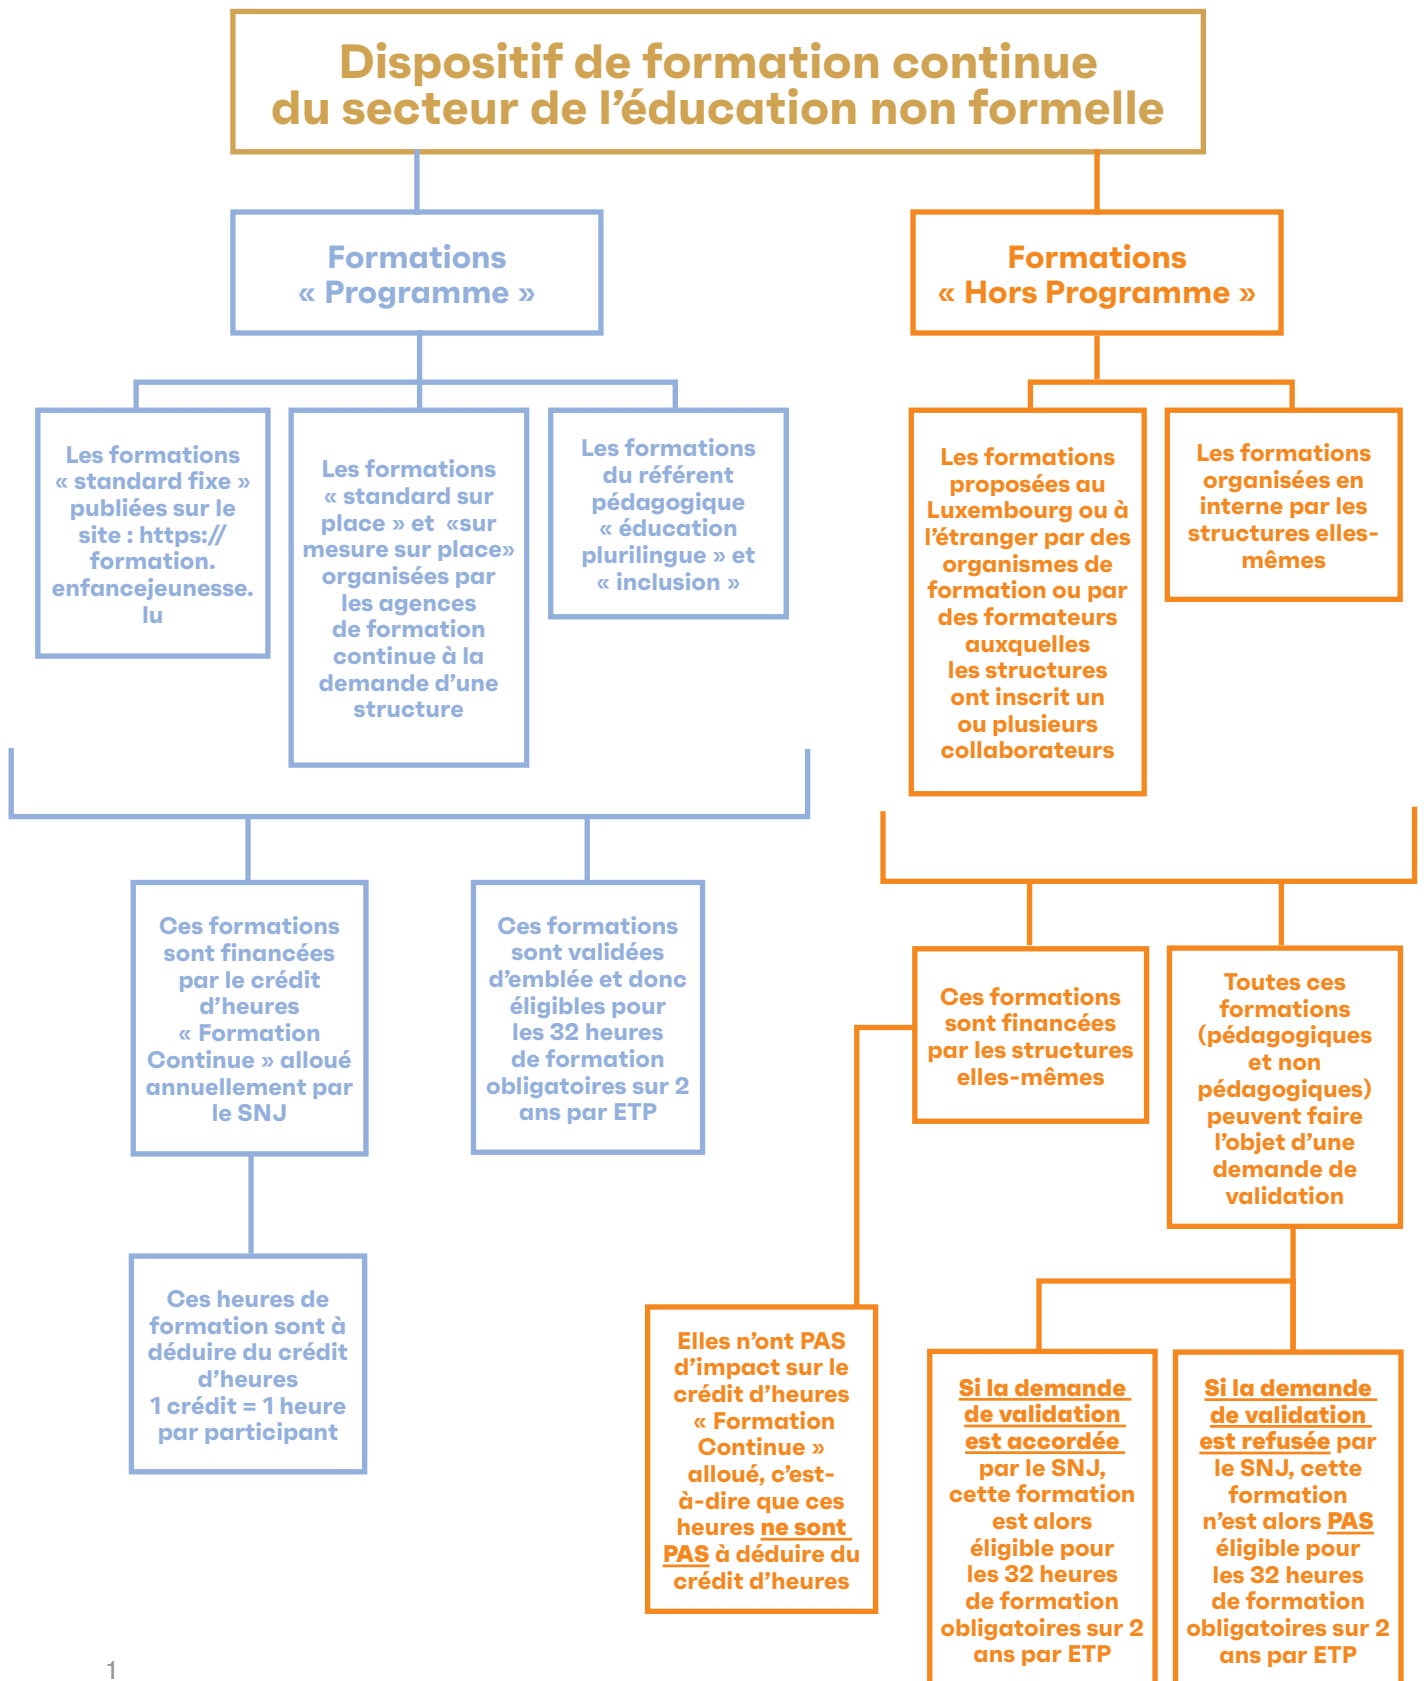 Dispositif de formation continue
du secteur de l’éducation non formelle
Formations
« Programme »
Formations
« Hors Programme »
Les formations
« standard fixe »
publiées sur le
site : https://
formation.
enfancejeunesse.
lu
Les formations
« standard sur
place » et «sur
mesure sur place»
organisées par
les agences
de formation
continue à la
demande d’une
structure
Les formations
du référent
pédagogique
« éducation
plurilingue » et
« inclusion »
Les formations
proposées au
Luxembourg ou à
l’étranger par des
organismes de
formation ou par
des formateurs
auxquelles
les structures
ont inscrit un
ou plusieurs
collaborateurs
Les formations
organisées en
interne par les
structures elles-
mêmes
Ces formations
sont financées
par le crédit
d’heures
« Formation
Continue » alloué
annuellement par
le SNJ
Ces formations
sont validées
d’emblée et donc
éligibles pour
les 32 heures
de formation
obligatoires sur 2
ans par ETP
Ces formations
sont financées
par les structures
elles-mêmes
Toutes ces
formations
(pédagogiques
et non
pédagogiques)
peuvent faire
l’objet d’une
demande de
validation
Ces heures de
formation sont à
déduire du crédit
d’heures
1 crédit = 1 heure
par participant
Elles n’ont PAS
d’impact sur le
crédit d’heures
« Formation
Continue »
alloué, c’est-
à-dire que ces
heures ne sont
PAS à déduire du
crédit d’heures
Si la demande
de validation
est accordée
par le SNJ,
cette formation
est alors
éligible pour
les 32 heures
de formation
obligatoires sur 2
ans par ETP
Si la demande
de validation
est refusée par
le SNJ, cette
formation
n’est alors PAS
éligible pour
les 32 heures
de formation
obligatoires sur 2
ans par ETP
1